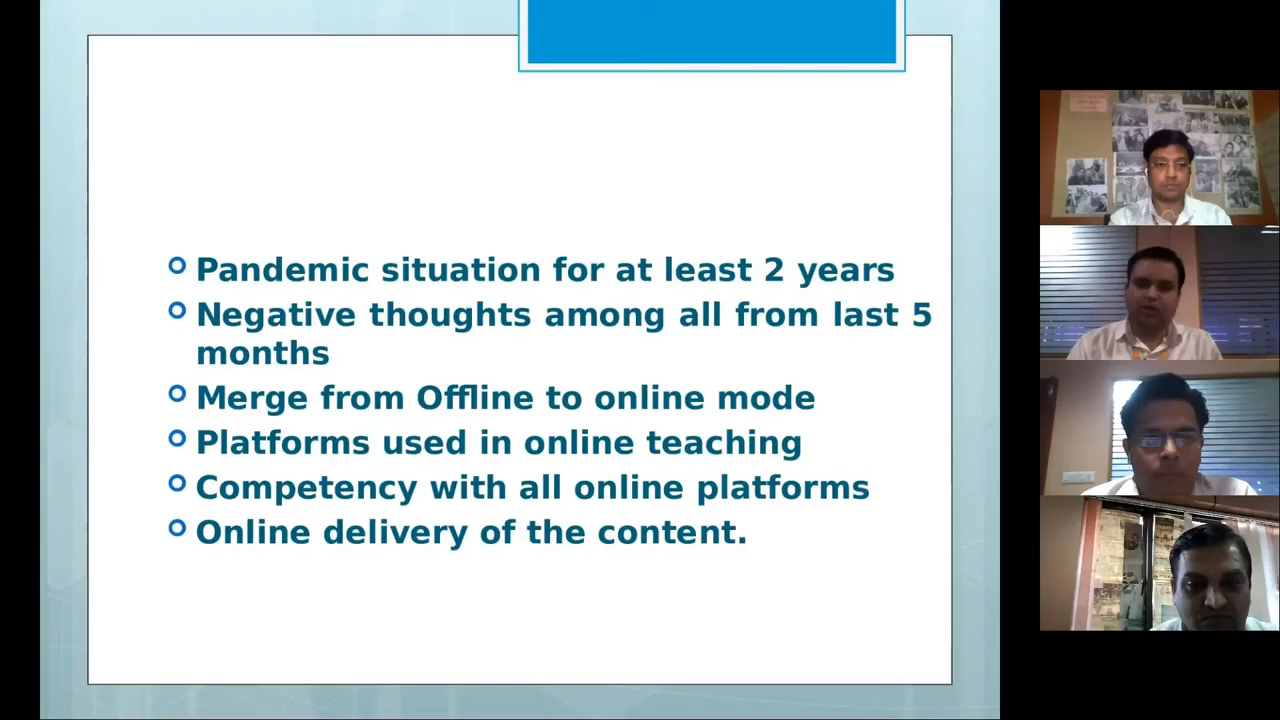 Pandemic situation for at least 2 years
Negative thoughts among all from last 5
months
Merge from Offline to online mode
Platforms used in online teaching
Competency with all online platforms
Online delivery of the content.